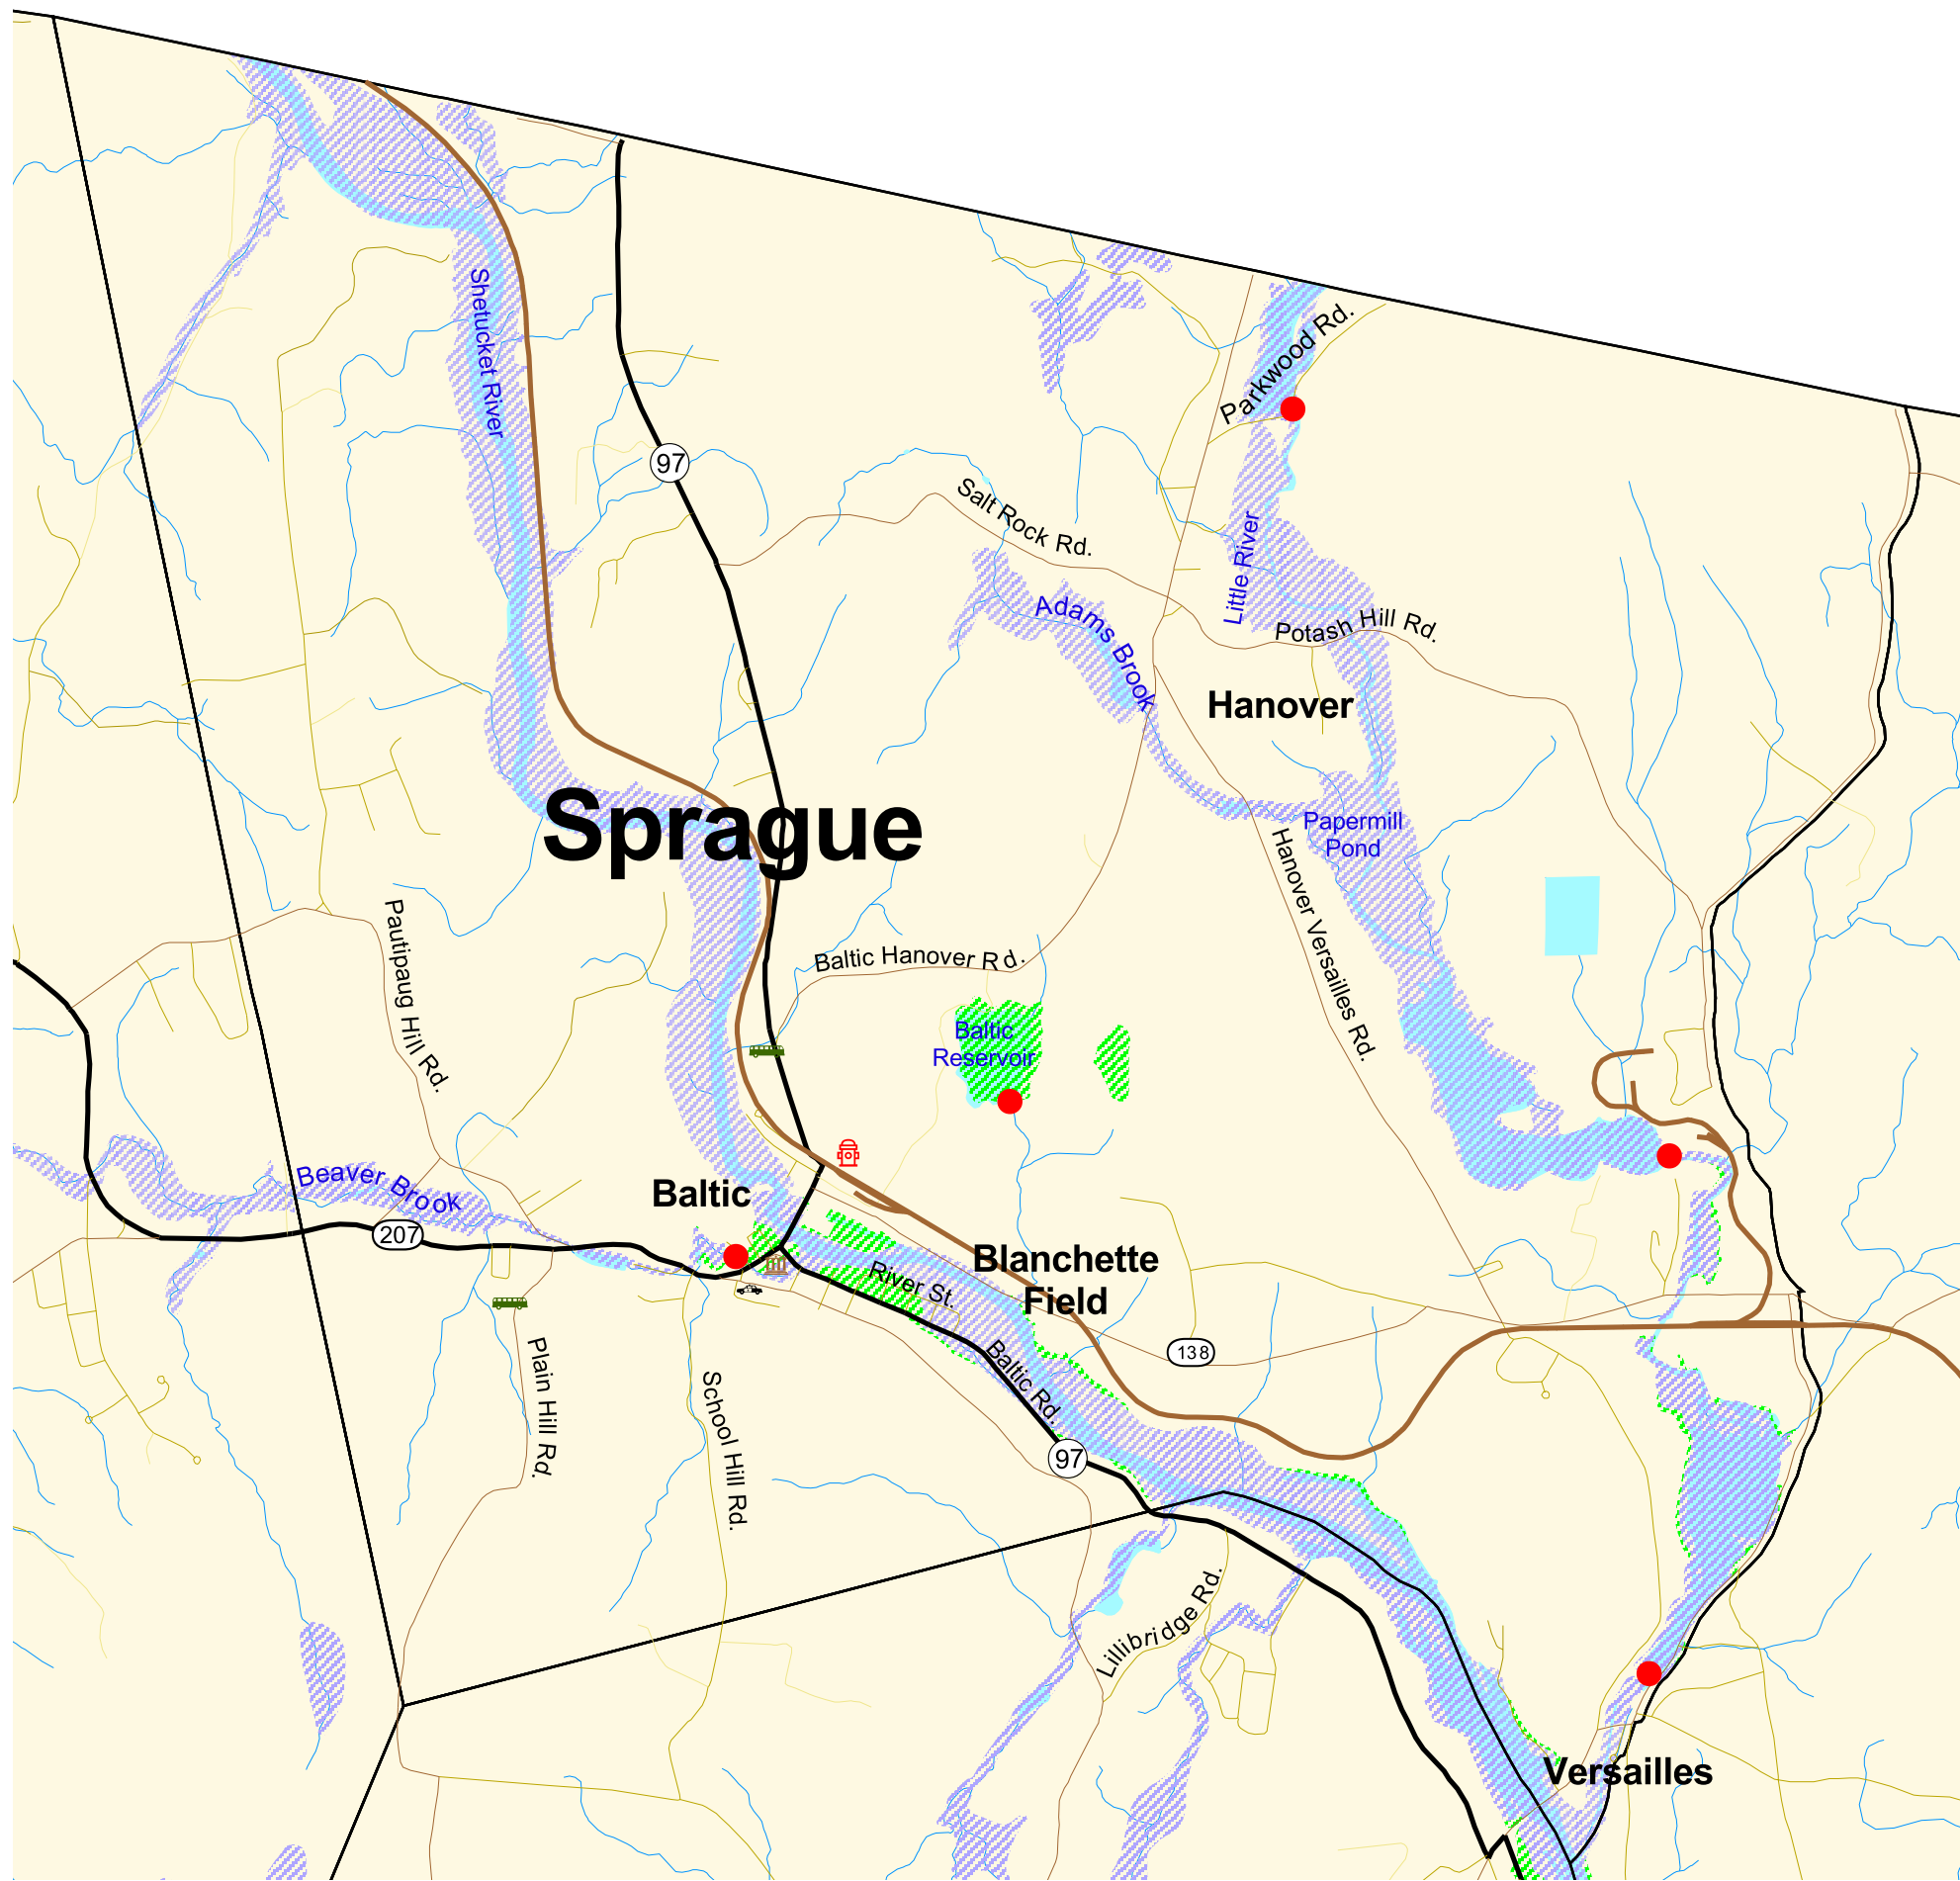 Shetucket River
Parkwood Rd.
97
Salt Rock Rd.
Little River
Adams Brook
Potash Hill Rd.
Hanover
Sprague
Papermill
Pond
Hanover Versailles Rd.
Pautipaug Hill Rd.
Baltic Hanover Rd.
Baltic
Reservoir
Beaver Brook
Baltic
207
Blanchette
Field
River St.
Baltic Rd.
138
Plain Hill Rd.
School Hill Rd.
97
Lillibridge Rd.
Versailles